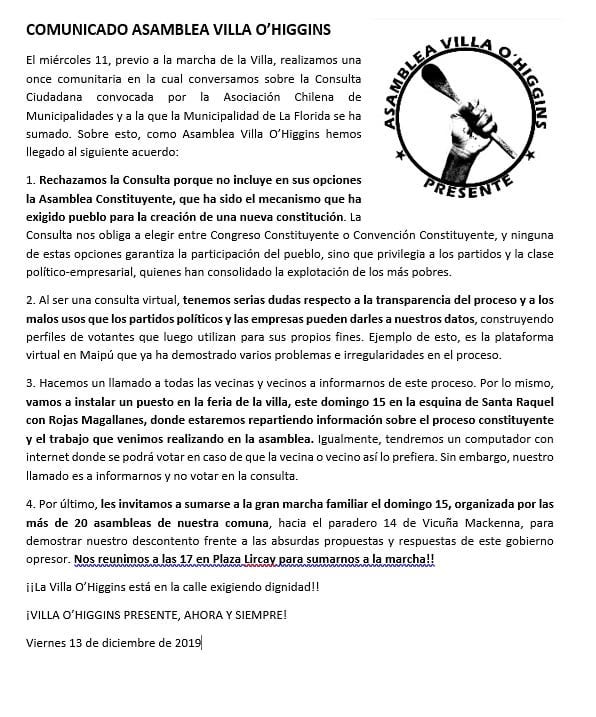 COMUNICADO ASAMBLEA VILLA O’HIGGINS
El miércoles 11, previo a la marcha de la Villa, realizamos una
once comunitaria en la cual conversamos sobre la Consulta
Ciudadana convocada por la Asociación Chilena de
Municipalidades y a la que la Municipalidad de La Florida se ha
sumado. Sobre esto, como Asamblea Villa O’Higgins hemos
llegado al siguiente acuerdo:
ASAMBLEA VILLA O'HIGGINS
PRESENTE
1. Rechazamos la Consulta porque no incluye en sus opciones
la Asamblea Constituyente, que ha sido el mecanismo que ha
exigido pueblo para la creación de una nueva constitución. La
Consulta nos obliga a elegir entre Congreso Constituyente o Convención Constituyente, y ninguna
de estas opciones garantiza la participación del pueblo, sino que privilegia a los partidos y la clase
político-empresarial, quienes han consolidado la explotación de los más pobres.
2. Al ser una consulta virtual, tenemos serias dudas respecto a la transparencia del proceso y a los
malos usos que los partidos políticos y las empresas pueden darles a nuestros datos, construyendo
perfiles de votantes que luego utilizan para sus propios fines. Ejemplo de esto, es la plataforma
virtual en Maipú que ya ha demostrado varios problemas e irregularidades en el proceso.
3. Hacemos un llamado a todas las vecinas y vecinos a informarnos de este proceso. Por lo mismo,
vamos a instalar un puesto en la feria de la villa, este domingo 15 en la esquina de Santa Raquel
con Rojas Magallanes, donde estaremos repartiendo información sobre el proceso constituyente
y el trabajo que venimos realizando en la asamblea. Igualmente, tendremos un computador con
internet donde se podrá votar en caso de que la vecina o vecino así lo prefiera. Sin embargo, nuestro
llamado es a informarnos y no votar en la consulta.
4. Por último, les invitamos a sumarse a la gran marcha familiar el domingo 15, organizada por las
más de 20 asambleas de nuestra comuna, hacia el paradero 14 de Vicuña Mackenna, para
demostrar nuestro descontento frente a las absurdas propuestas y respuestas de este gobierno
opresor. Nos reunimos a las 17 en Plaza Lircay para sumarnos a la marcha!!
¡¡La Villa O’Higgins está en la calle exigiendo dignidad!!
¡VILLA O’HIGGINS PRESENTE, AHORA Y SIEMPRE!
Viernes 13 de diciembre de 2019